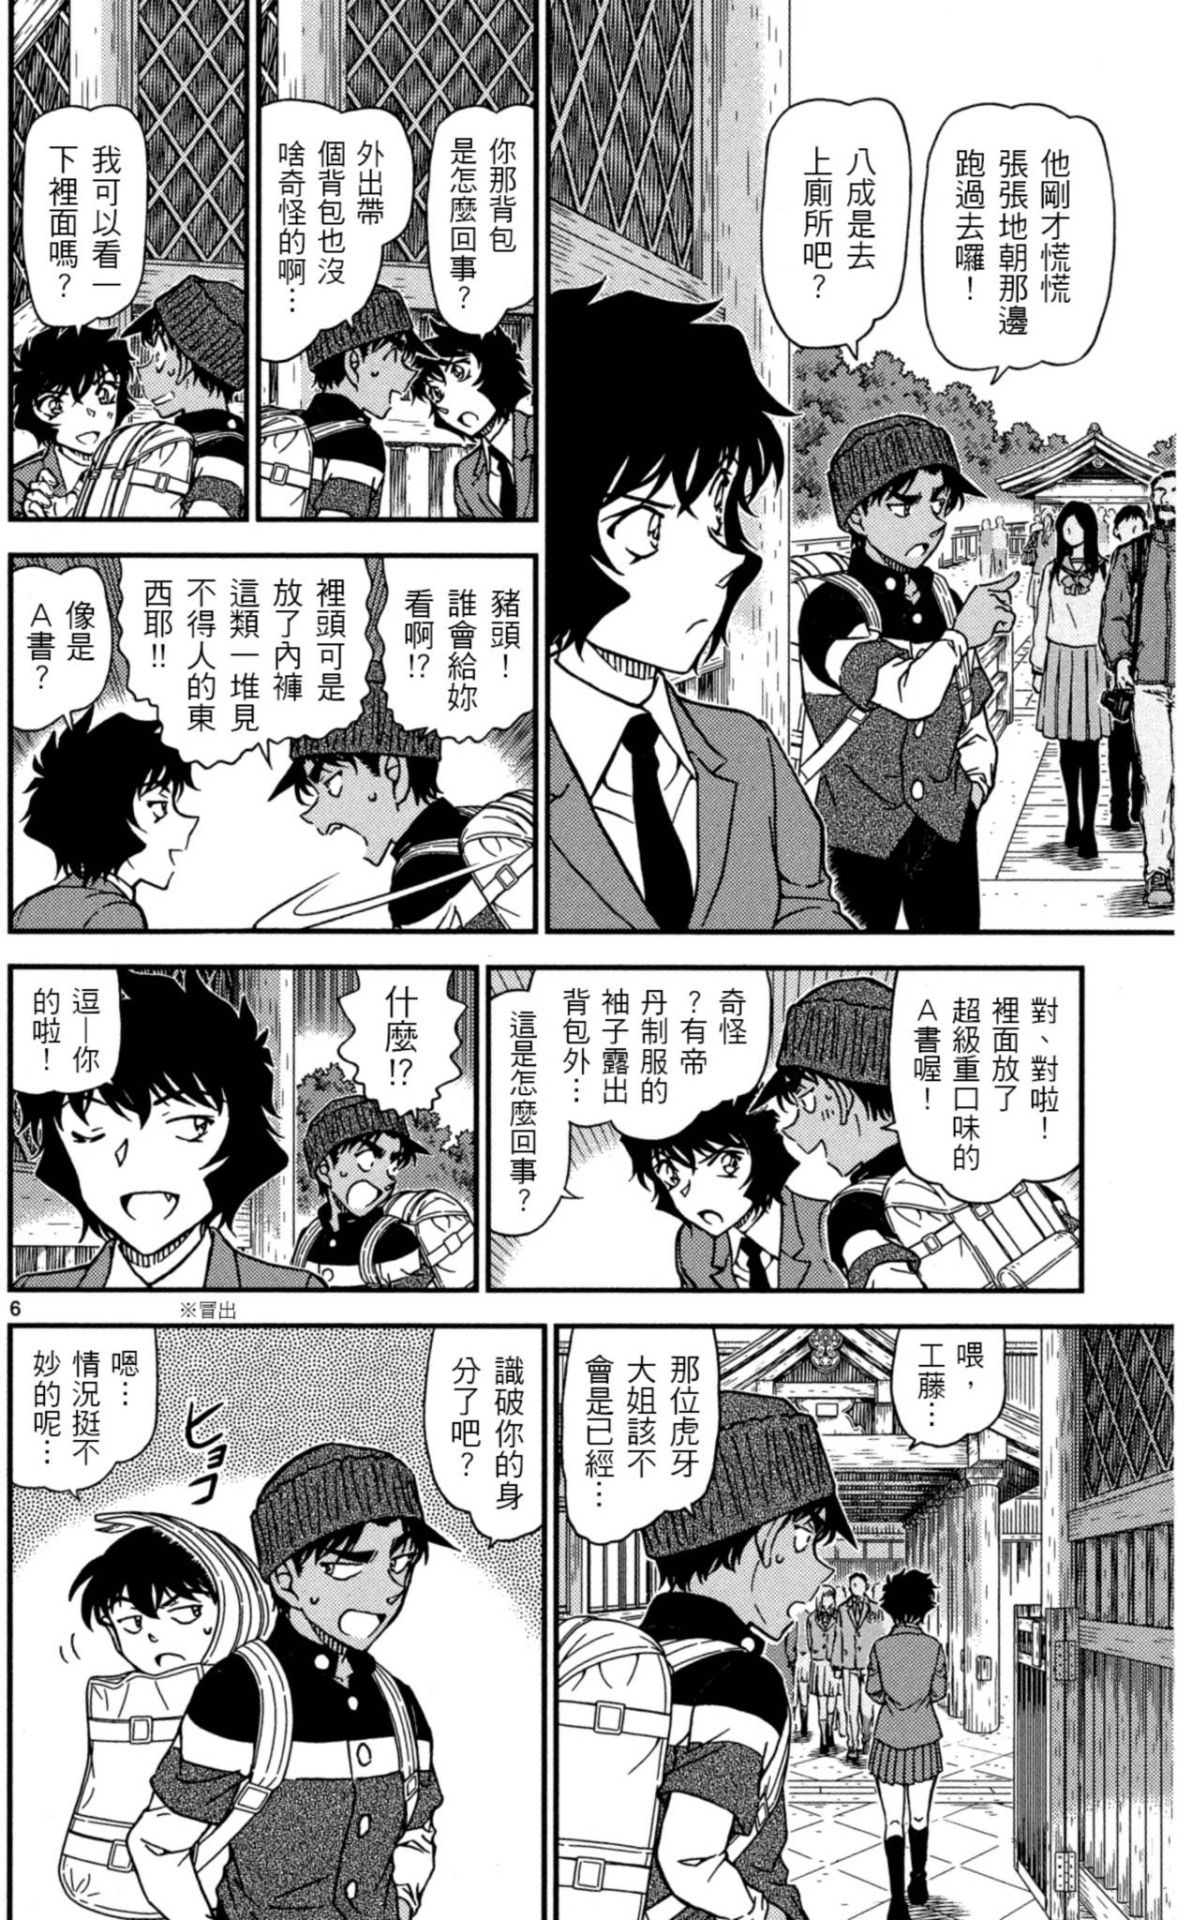 他剛才慌慌
張張地朝那邊
跑過去囉！
八成是去
上廁所吧？
你那背包
是怎麼回事？
外出帶
個背包也沒
啥奇怪的啊…
我可以看一
下裡面嗎？
豬頭！
誰會給妳
看啊!?
裡頭可是
放了內褲
這類一堆見
不得人的東
西耶!!
像是
A書？
對、對啦！
裡面放了
超級重口味的
A書喔！
奇怪
？有帝
丹制服的
袖子露出
背包外…
這是怎麼回事？
什麼!?
逗—你
的啦！
6
※冒出
喂，
工藤…
那位虎牙
大姐該不
會是已經…
識破你的身
分了吧？
ヒョコ
嗯…
情況挺不
妙的呢…